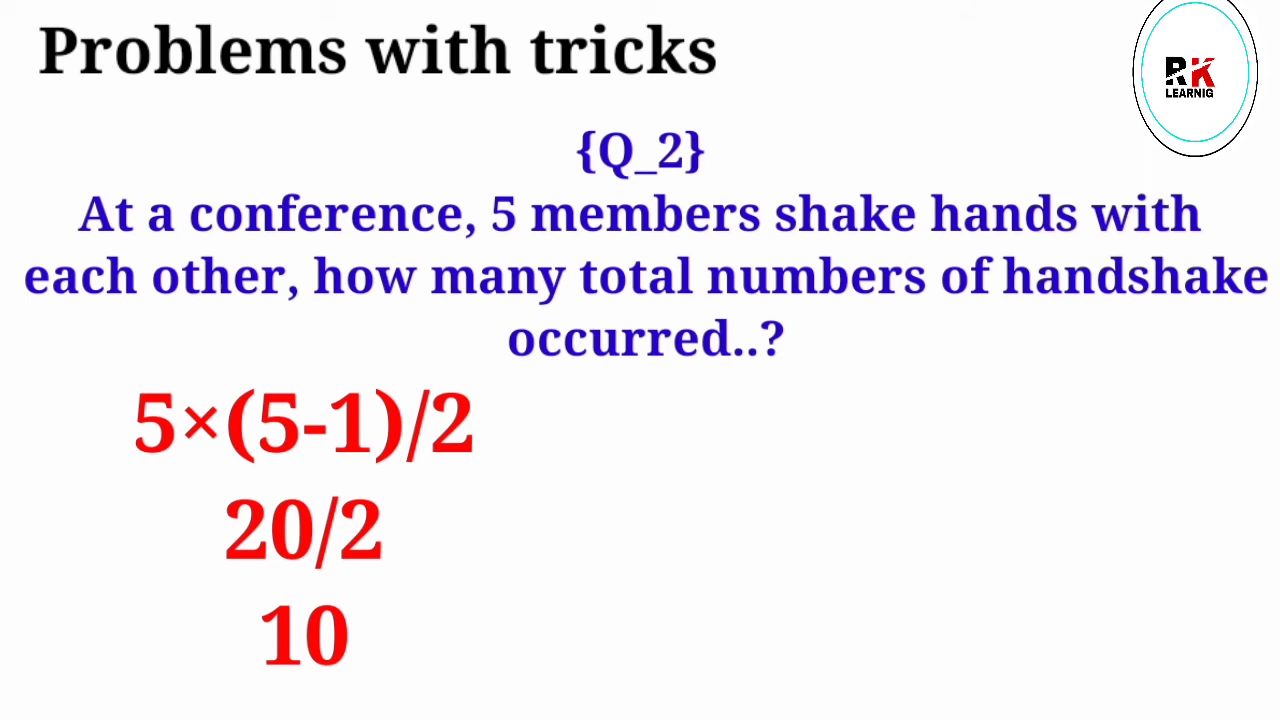 Problems with tricks
RK
LEARNIG
{Q_2}
At a conference, 5 members shake hands with
each other, how many total numbers of handshake
occurred..?
5×(5-1)/2
20/2
10